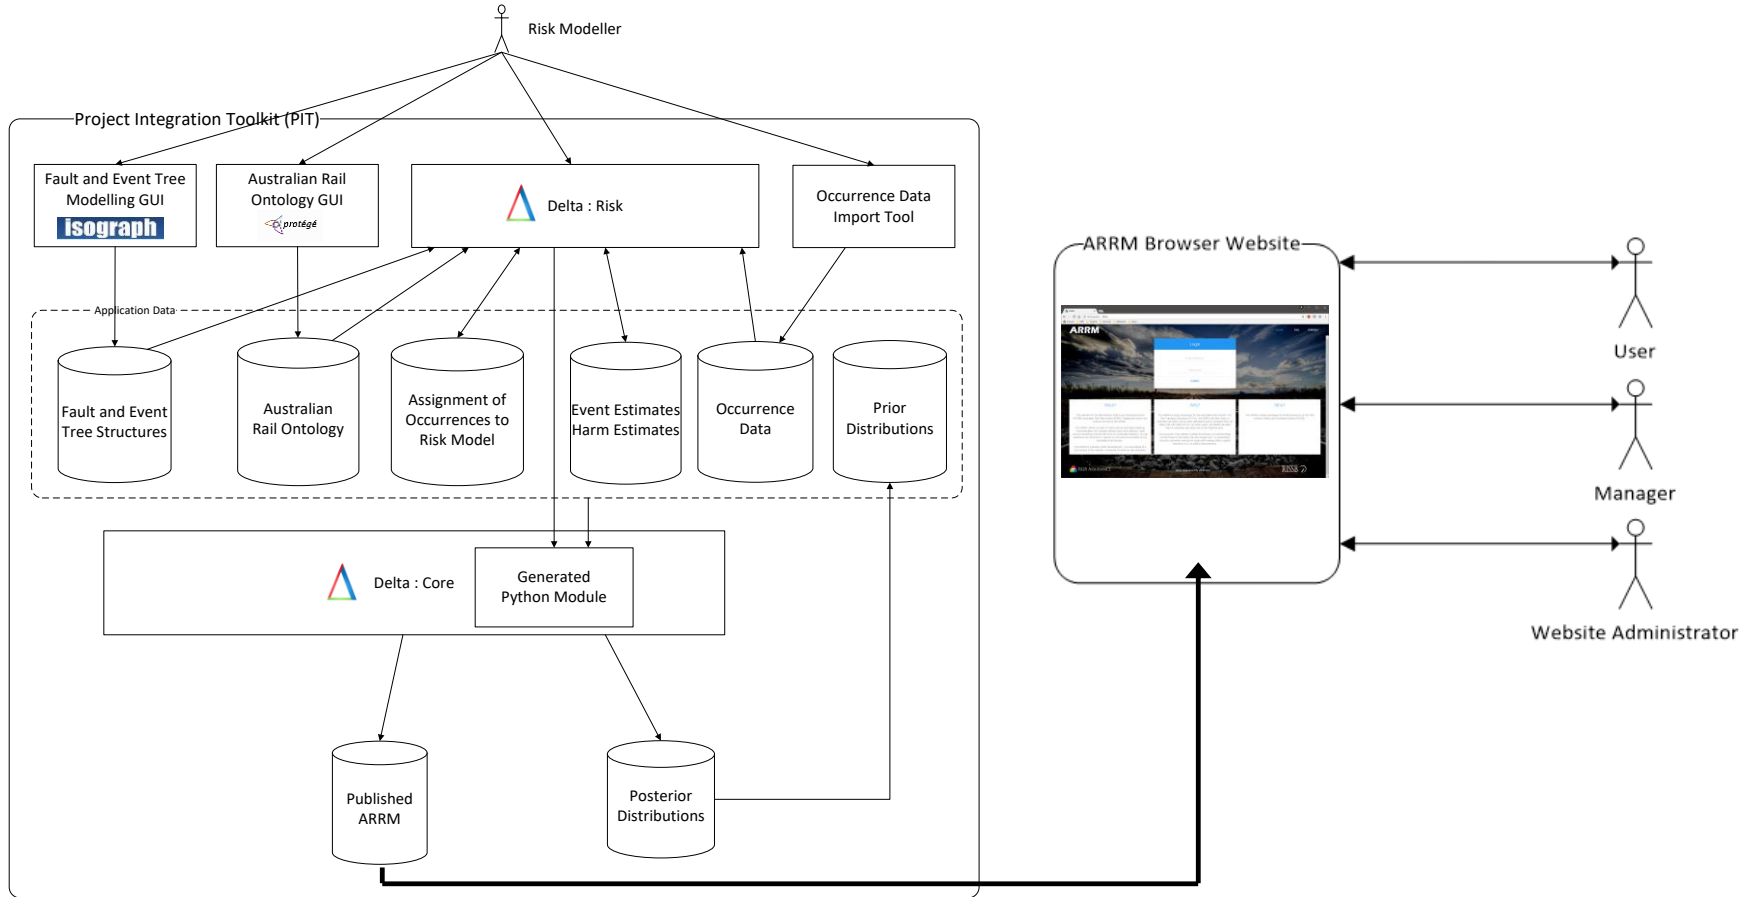 Risk Modeller
Project Integration Toolkit (PIT)
Fault and Event Tree
Modelling GUI
isograph
Australian Rail
Ontology GUI
protégé
Delta : Risk
Occurrence Data
Import Tool
Application Data
Fault and Event
Tree Structures
Australian
Rail Ontology
Assignment of
Occurrences to
Risk Model
Event Estimates
Harm Estimates
Occurrence
Data
Prior
Distributions
Delta : Core
Generated
Python Module
Published
ARRM
Posterior
Distributions
ARRM Browser Website
ARRM
User
Manager
Website Administrator